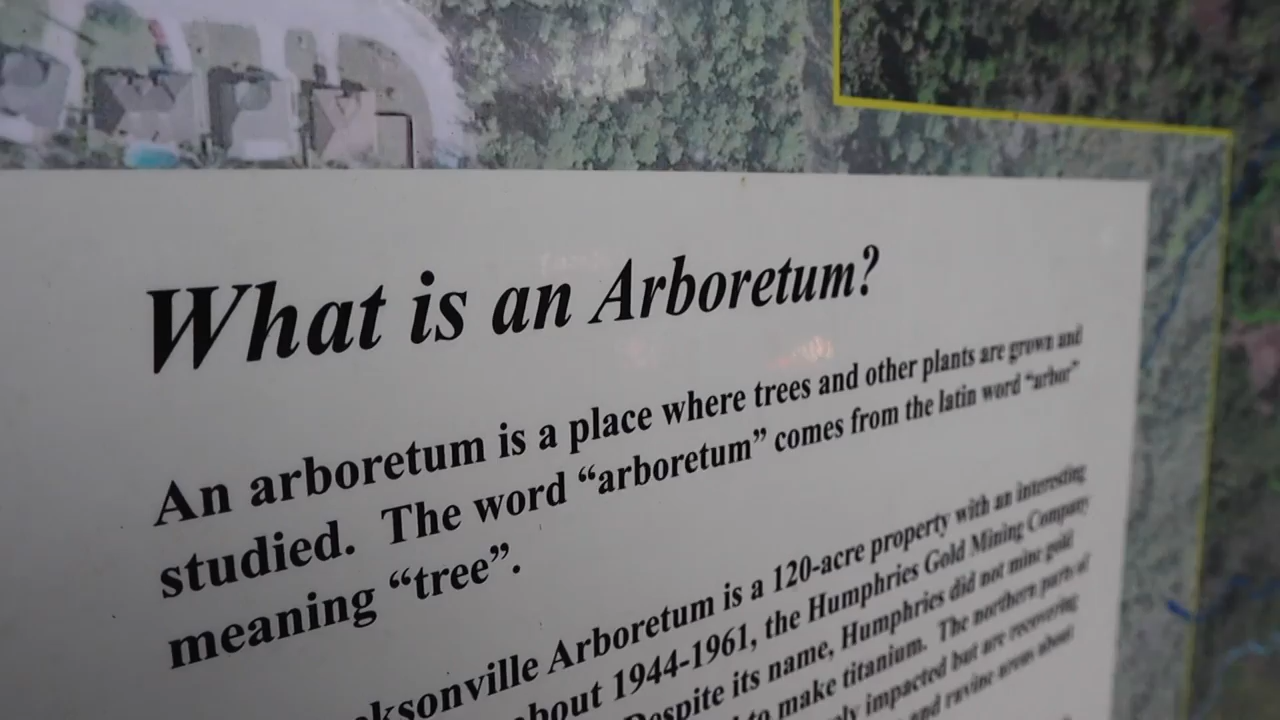 What is an Arboretum?
An arboretum is a place where trees and other plants are grown and
studied. The word “arboretum” comes from the latin word “arbor”
meaning “tree”.
ksonville Arboretum is a 120-acre property with an interesting
bout 1944-1961, the Humphries Gold Mining Company
Despite its name, Humphries did not mine gold
to make titanium. The northern parts of
ly impacted but are recovering
and ravine areas about